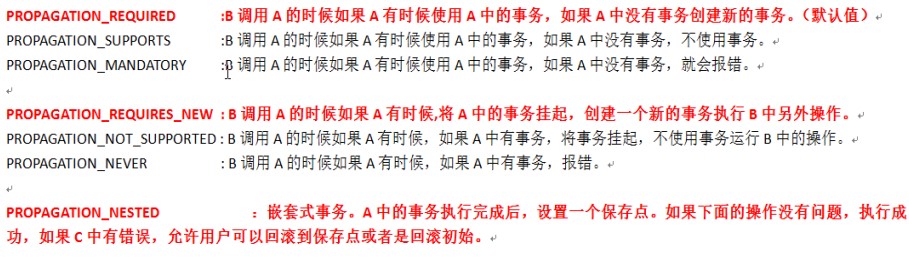 PROPAGATION_REQUIRED :B 调用 A 的时候如果 A 有时候使用 A 中的事务，如果 A 中没有事务创建新的事务。（默认值）
PROPAGATION_SUPPORTS :B 调用 A 的时候如果 A 有时候使用 A 中的事务，如果 A 中没有事务，不使用事务。
PROPAGATION_MANDATORY :B 调用 A 的时候如果 A 有时候使用 A 中的事务，如果 A 中没有事务，就会报错。
PROPAGATION_REQUIRES_NEW : B 调用 A 的时候如果 A 有时候,将 A 中的事务挂起，创建一个新的事务执行 B 中另外操作。
PROPAGATION_NOT_SUPPORTED : B 调用 A 的时候如果 A 有时候，如果 A 中有事务，将事务挂起，不使用事务运行 B 中的操作。
PROPAGATION_NEVER : B 调用 A 的时候如果 A 有时候，如果 A 中有事务，报错。
PROPAGATION_NESTED ：嵌套式事务。A 中的事务执行完成后，设置一个保存点。如果下面的操作没有问题，执行成
功，如果 C 中有错误，允许用户可以回滚到保存点或者是回滚初始。